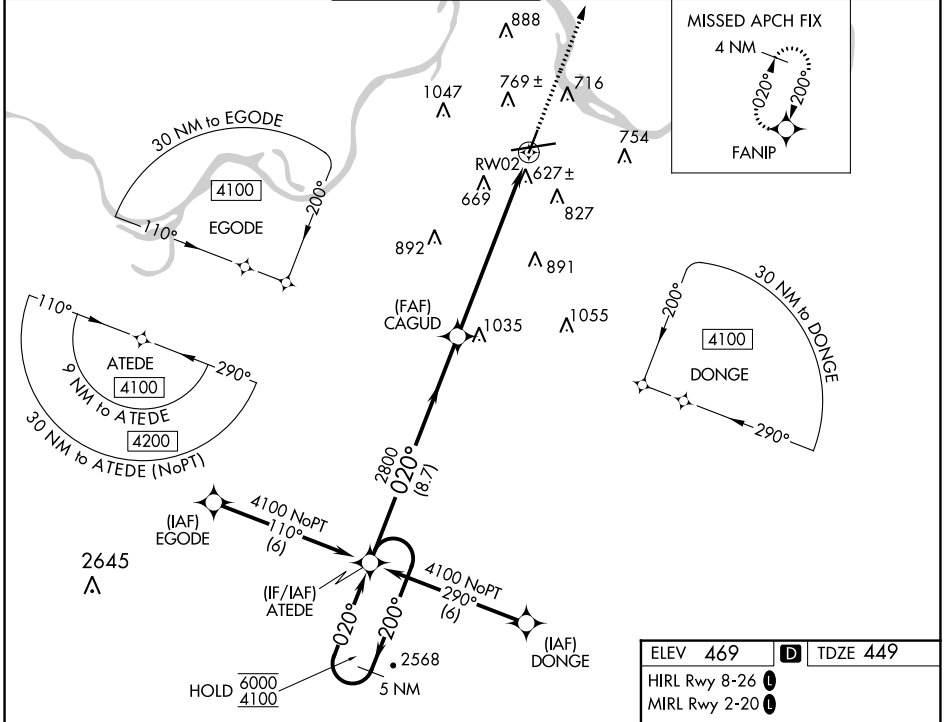 888
MISSED APCH FIX
4 NM
020°
200°
FANIP
769 ±
716
1047
754
30 NM to EGODE
4100
200°
EGODE
110°
RW02
627 ±
669
827
892
891
110°
ATEDE
290°
4100
9 NM to ATEDE
4200
30 NM to ATEDE (NoPT)
(FAF)
CAGUD
1035
1055
30 NM to DONGE
200°
4100
DONGE
290°
2800
020°
(8.7)
4100 NoPT
110°
(6)
(IAF)
EGODE
2645
(IF/IAF)
ATEDE
4100 NoPT
290°
(6)
(IAF)
DONGE
020°
200°
2568
5 NM
HOLD 6000
4100
ELEV 469 D TDZE 449
HIRL Rwy 8-26 L
MIRL Rwy 2-20 L